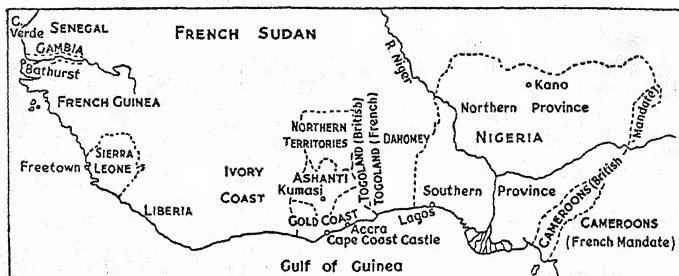 C.
Verde
SENEGAL
GAMBIA
Bathurst
FRENCH GUINEA
SIERRA
LEONE
Freetown
LIBERIA
FRENCH SUDAN
IVORY
COAST
NORTHERN
TERRITORIES
ASHANTI
Kumasi
GOLD COAST
Accra
Cape Coast Castle
TOGOLAND (British)
TOGOLAND (French)
DAHOMEY
R. Niger
Kano
Northern Province
NIGERIA
Southern Province
Lagos
CAMEROONS (British Mandate)
CAMEROONS
(French Mandate)
Gulf of Guinea